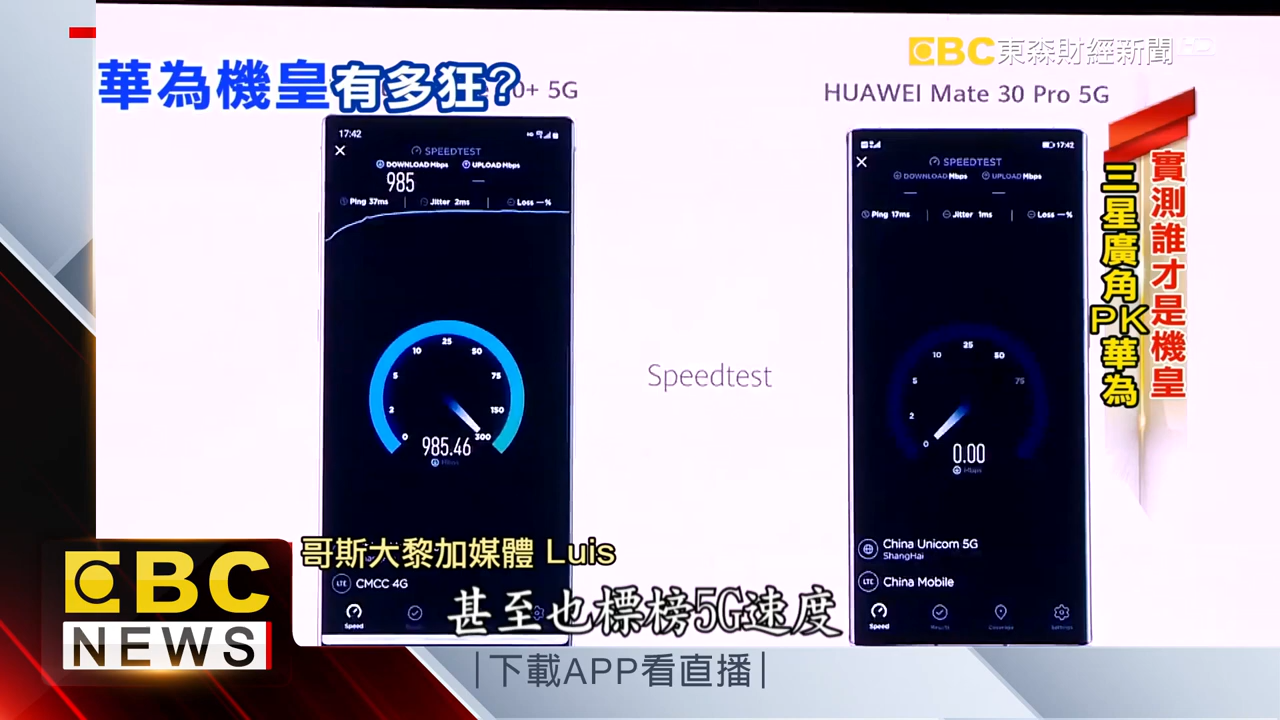 EBC 東森財經新聞
華為機皇有多狂?
0+ 5G
HUAWEI Mate 30 Pro 5G
實測誰才是機皇
三星廣角PK華為
17:42
SPEEDTEST
DOWNLOAD Mbps UPLOAD Mbps
985 —
Ping 37ms Jitter 2ms Loss —%
25
10 50
5 75
2 150
0 300
985.46
Mbps
CMCC 4G
Speed
Speedtest
17:42
SPEEDTEST
DOWNLOAD Mbps UPLOAD Mbps
— —
Ping 17ms Jitter 1ms Loss —%
25
10 50
5 75
2
0
0.00
Mbps
China Unicom 5G
ShangHai
LTE China Mobile
Speed Results Coverage Settings
哥斯大黎加媒體 Luis
甚至也標榜5G速度
EBC
NEWS
|下載APP看直播|